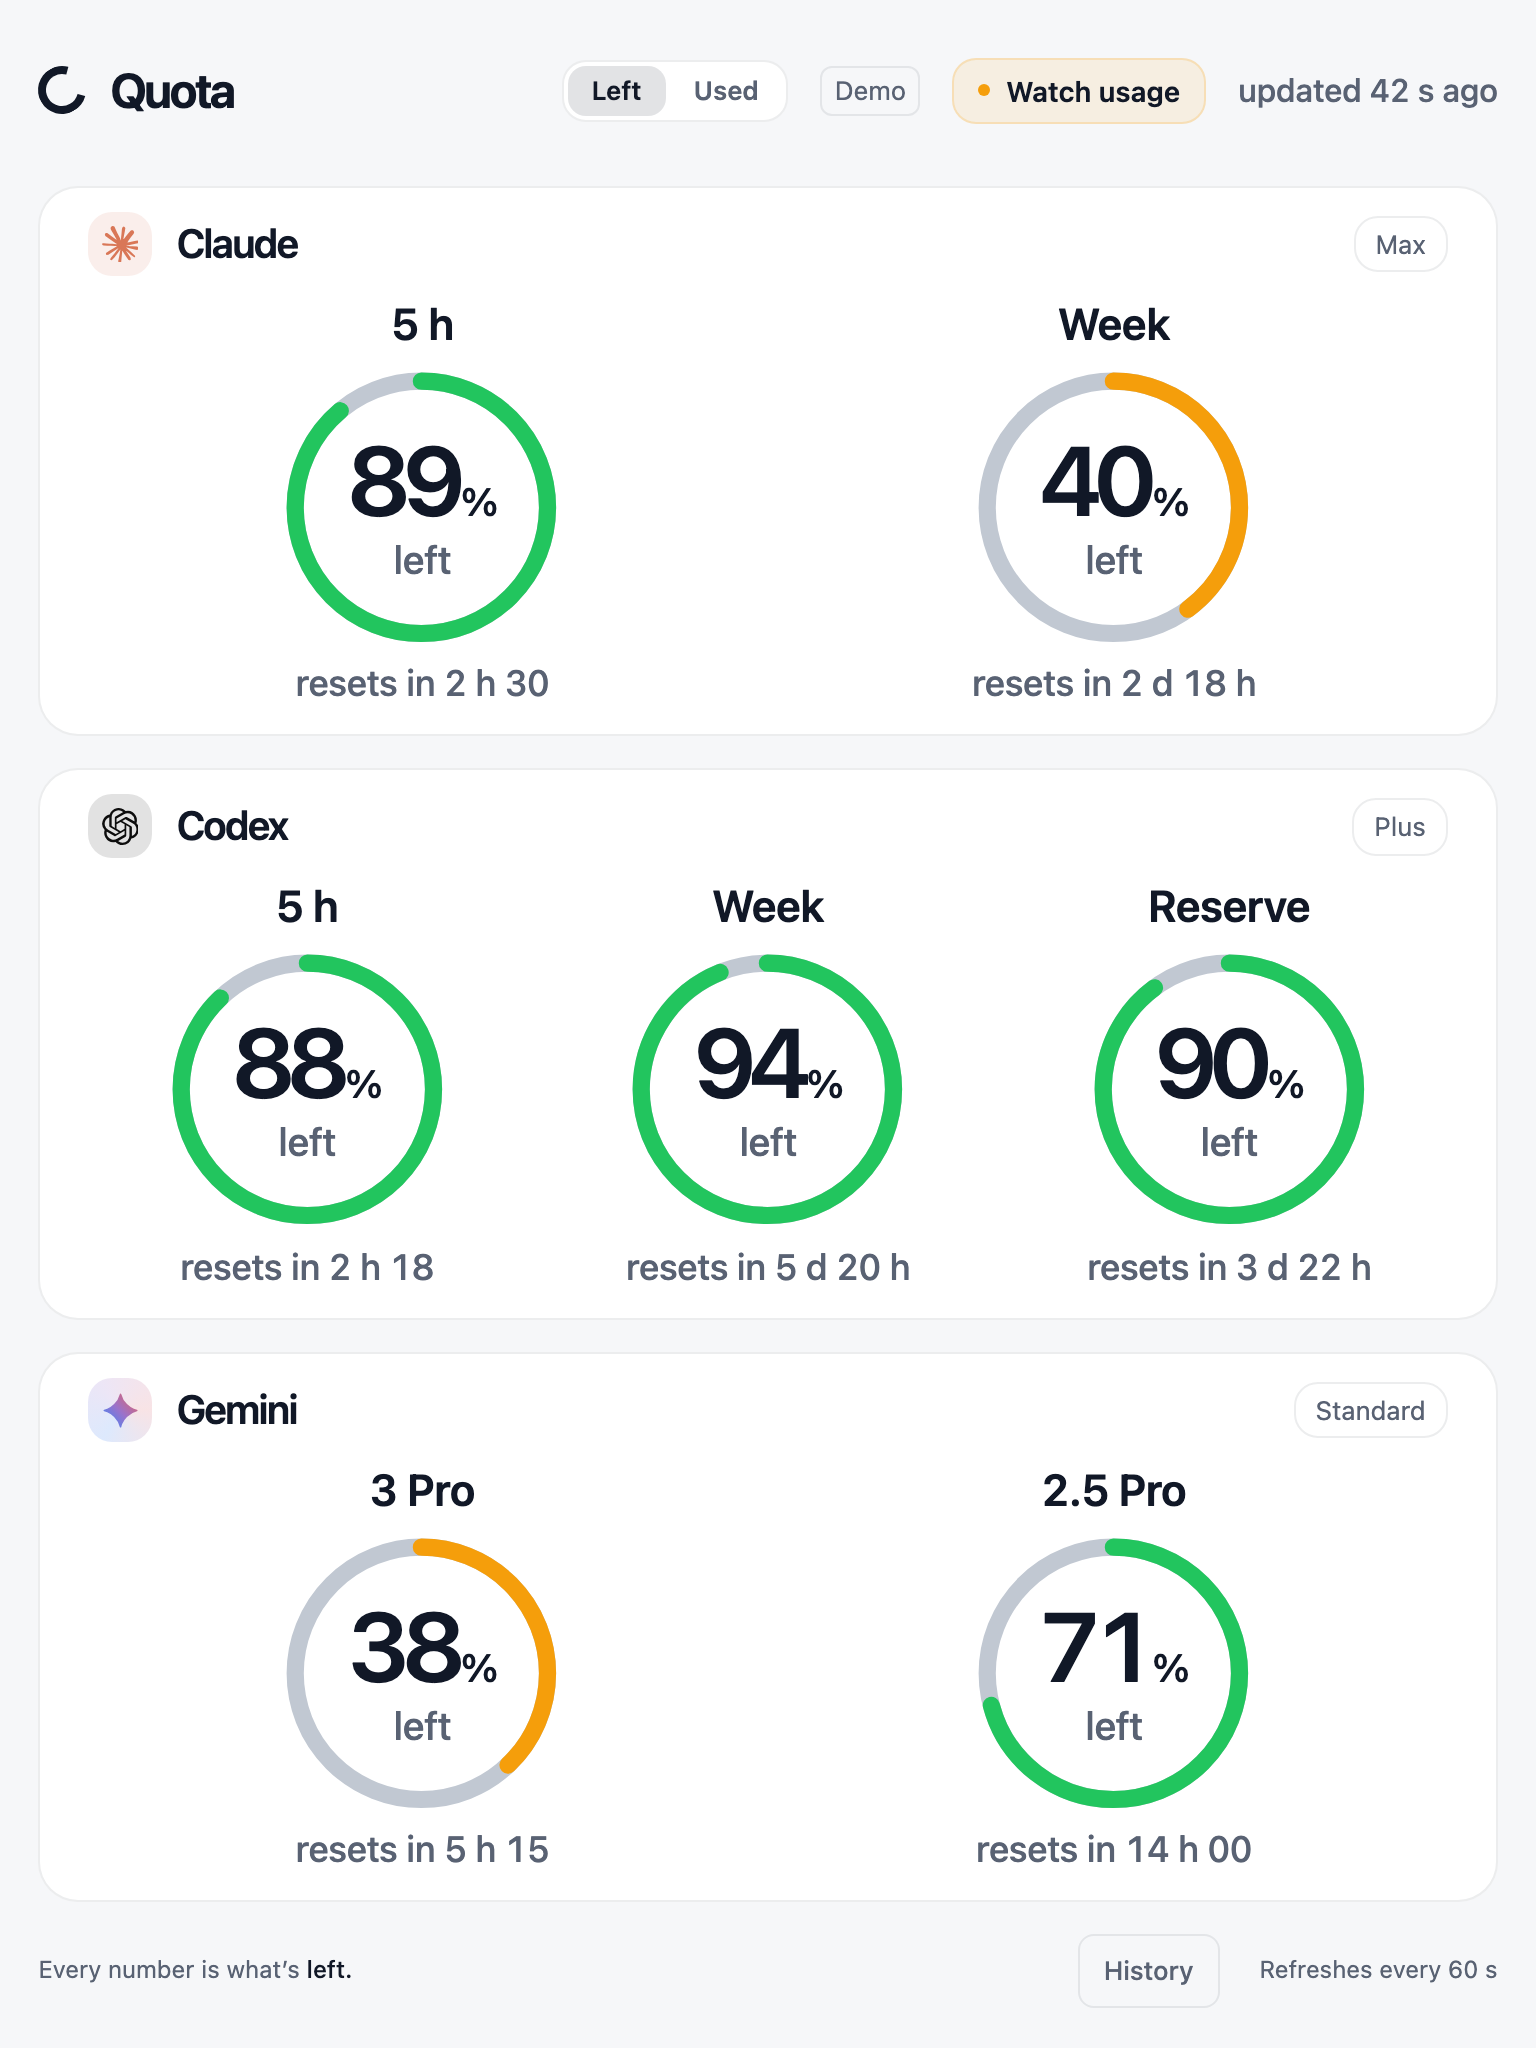 Quota
Left Used
Demo
Watch usage
updated 42 s ago
Claude
Max
5 h
89%
left
resets in 2 h 30
Week
40%
left
resets in 2 d 18 h
Codex
Plus
5 h
88%
left
resets in 2 h 18
Week
94%
left
resets in 5 d 20 h
Reserve
90%
left
resets in 3 d 22 h
Gemini
Standard
3 Pro
38%
left
resets in 5 h 15
2.5 Pro
71%
left
resets in 14 h 00
Every number is what’s left.
History
Refreshes every 60 s